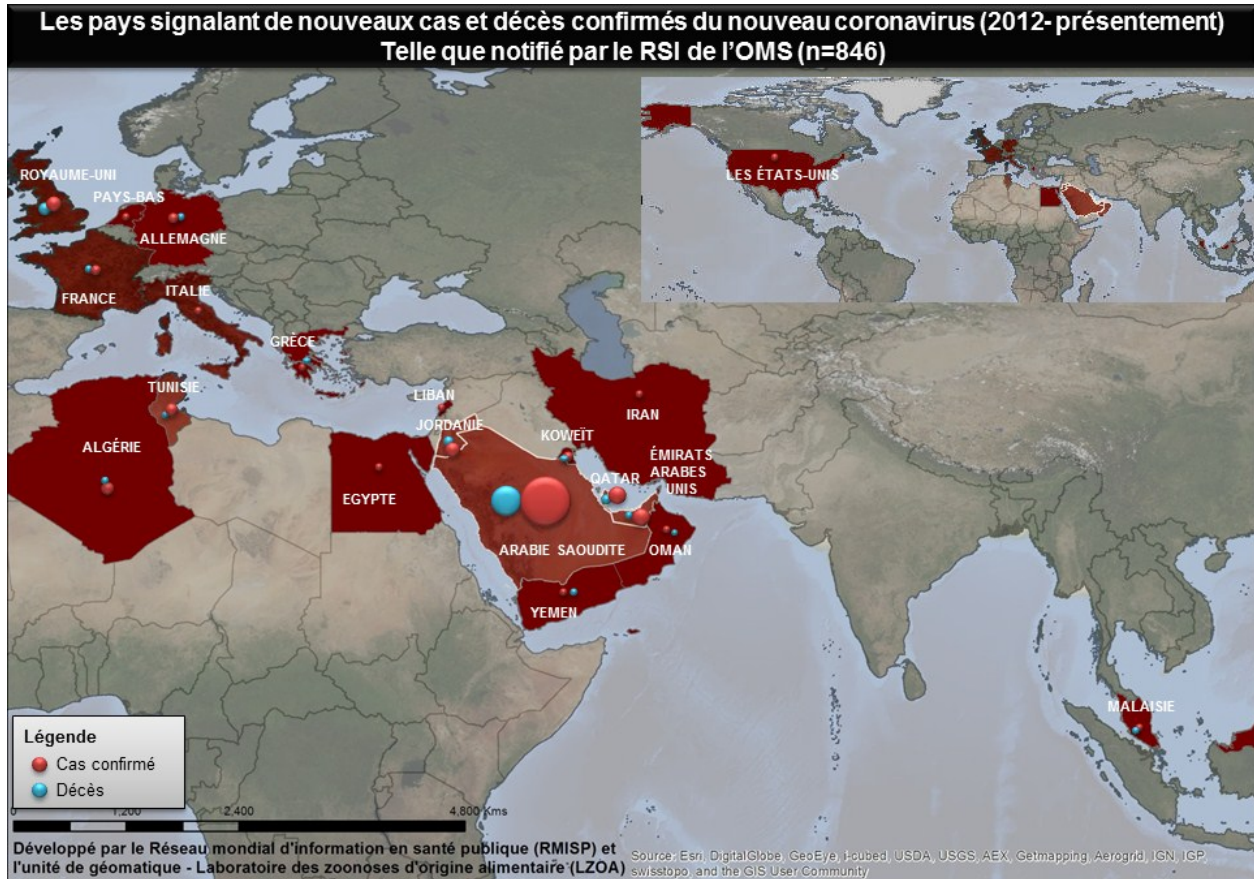 Les pays signalant de nouveaux cas et décès confirmés du nouveau coronavirus (2012- présentement)
Telle que notifié par le RSI de l'OMS (n=846)
LES ÉTATS-UNIS
ROYAUME-UNI
PAYS-BAS
ALLEMAGNE
FRANCE
ITALIE
GRÈCE
TUNISIE
ALGÉRIE
LIBAN
JORDANIE
KOWEÏT
IRAN
EGYPTE
QATAR
ÉMIRATS
ARABES
UNIS
ARABIE SAOUDITE
OMAN
YEMEN
MALAISIE
Légende
Cas confirmé
Décès
0 1,200 2,400 4,800 Kms
Développé par le Réseau mondial d'information en santé publique (RMISP) et
l'unité de géomatique - Laboratoire des zoonoses d'origine alimentaire (LZOA)
Source: Esri, DigitalGlobe, GeoEye, i-cubed, USDA, USGS, AEX, Getmapping, Aerogrid, IGN, IGP,
swisstopo, and the GIS User Community